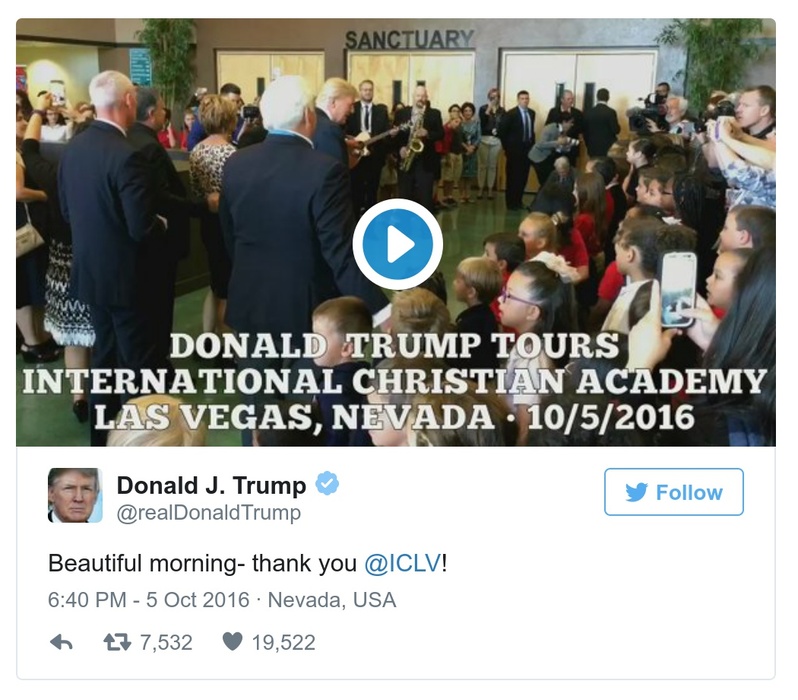 SANCTUARY
DONALD TRUMP TOURS
INTERNATIONAL CHRISTIAN ACADEMY
LAS VEGAS, NEVADA · 10/5/2016
Donald J. Trump
@realDonaldTrump
Follow
Beautiful morning- thank you @ICLV!
6:40 PM - 5 Oct 2016 · Nevada, USA
7,532 19,522